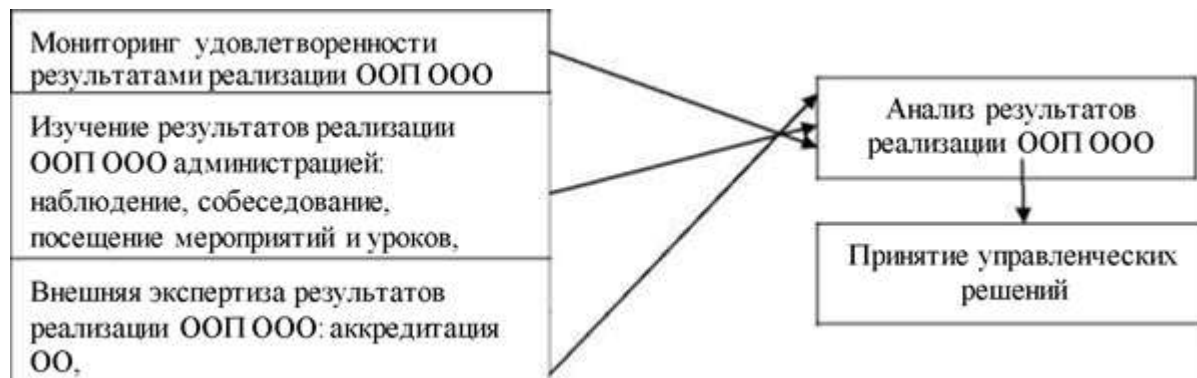 Мониторинг удовлетворенности
результатами реализации ООП ООО
Изучение результатов реализации
ООП ООО администрацией:
наблюдение, собеседование,
посещение мероприятий и уроков,
Внешняя экспертиза результатов
реализации ООП ООО: аккредитация
ОО,
Анализ результатов
реализации ООП ООО
Принятие управленческих
решений